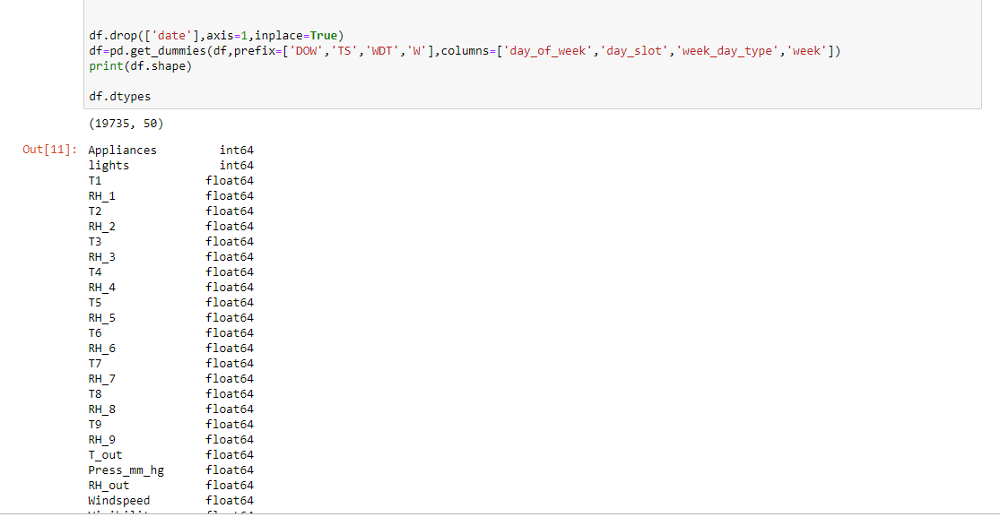 df.drop(['date'],axis=1,inplace=True)
df=pd.get_dummies(df,prefix=['DOW','TS','WDT','W'],columns=['day_of_week','day_slot','week_day_type','week'])
print(df.shape)
df.dtypes
(19735, 50)
Out[11]: Appliances int64
lights int64
T1 float64
RH_1 float64
T2 float64
RH_2 float64
T3 float64
RH_3 float64
T4 float64
RH_4 float64
T5 float64
RH_5 float64
T6 float64
RH_6 float64
T7 float64
RH_7 float64
T8 float64
RH_8 float64
T9 float64
RH_9 float64
T_out float64
Press_mm_hg float64
RH_out float64
Windspeed float64